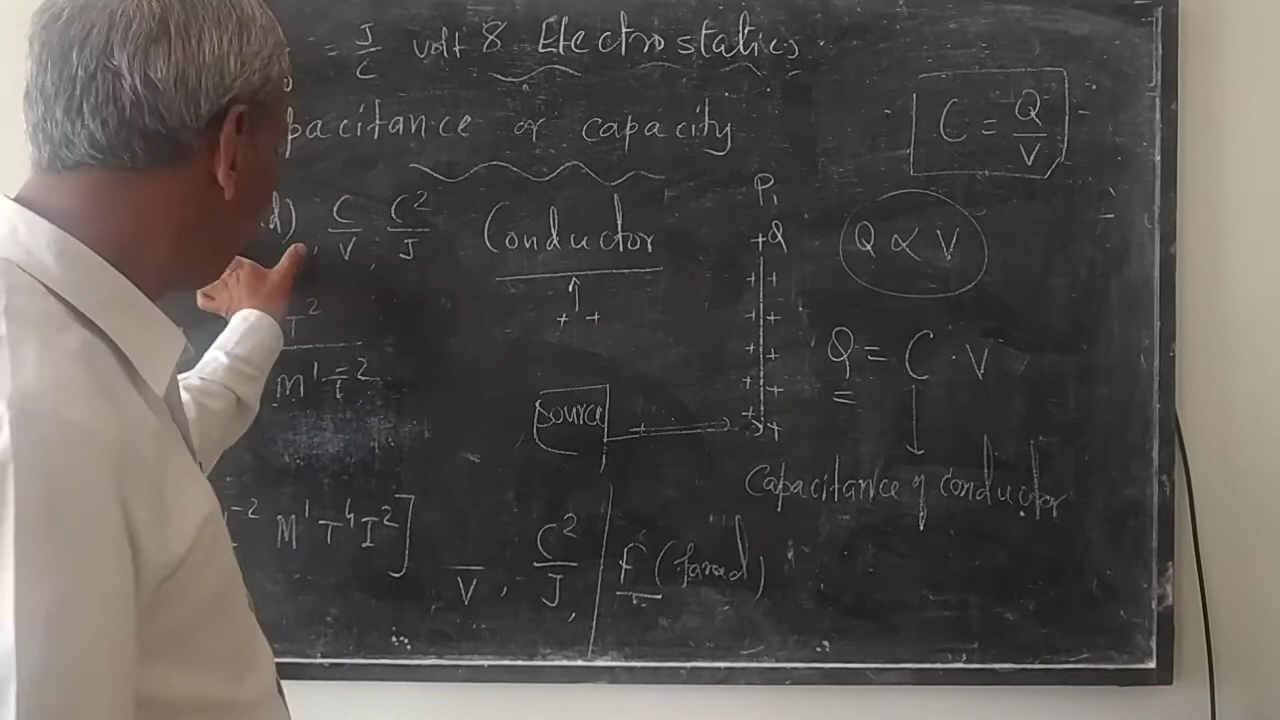 = J/C volt 8 Electrostatics
pacitance or capacity
C = Q/V
d) , C/V , C²/J
Conductor
+ +
P₁
+Q
+ +
+ +
+ +
+ +
+ +
Q ∝ V
Q = C · V
T²
M¹ T⁻²
Source
+
Capacitance of conductor
⁻² M¹ T⁴ I²]
V , C²/J ,
F (farad)